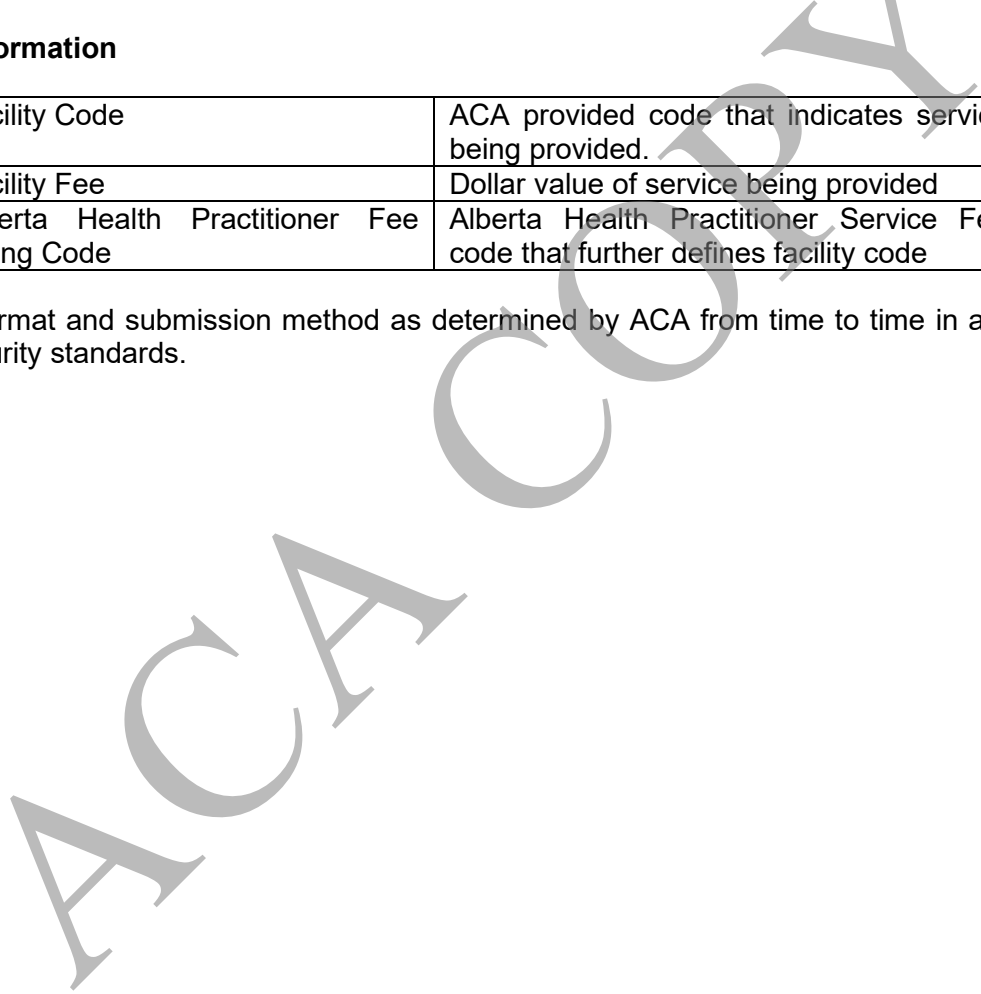 ormation
cility Code
ACA provided code that indicates servic
being provided.
cility Fee
Dollar value of service being provided
erta Health Practitioner Fee
ng Code
Alberta Health Practitioner Service Fe
code that further defines facility code
rmat and submission method as determined by ACA from time to time in a
rity standards.
ACA COPY